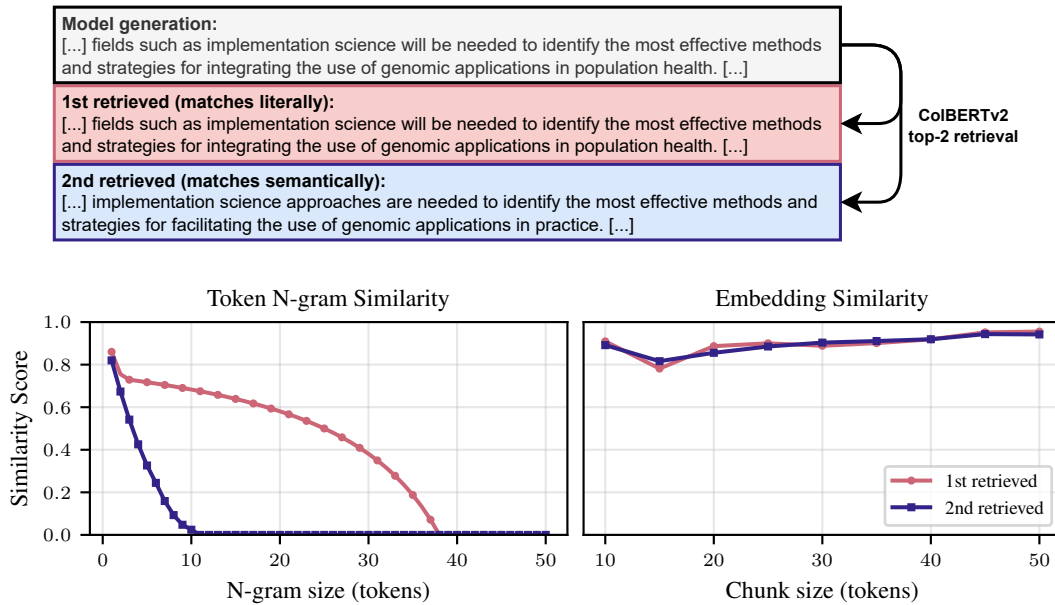 Model generation:
[...] fields such as implementation science will be needed to identify the most effective methods
and strategies for integrating the use of genomic applications in population health. [...]
1st retrieved (matches literally):
[...] fields such as implementation science will be needed to identify the most effective methods
and strategies for integrating the use of genomic applications in population health. [...]
2nd retrieved (matches semantically):
[...] implementation science approaches are needed to identify the most effective methods and
strategies for facilitating the use of genomic applications in practice. [...]
ColBERTv2
top-2 retrieval
Token N-gram Similarity
Similarity Score
1.0
0.8
0.6
0.4
0.2
0.0
0 10 20 30 40 50
N-gram size (tokens)
Embedding Similarity
1st retrieved
2nd retrieved
10 20 30 40 50
Chunk size (tokens)